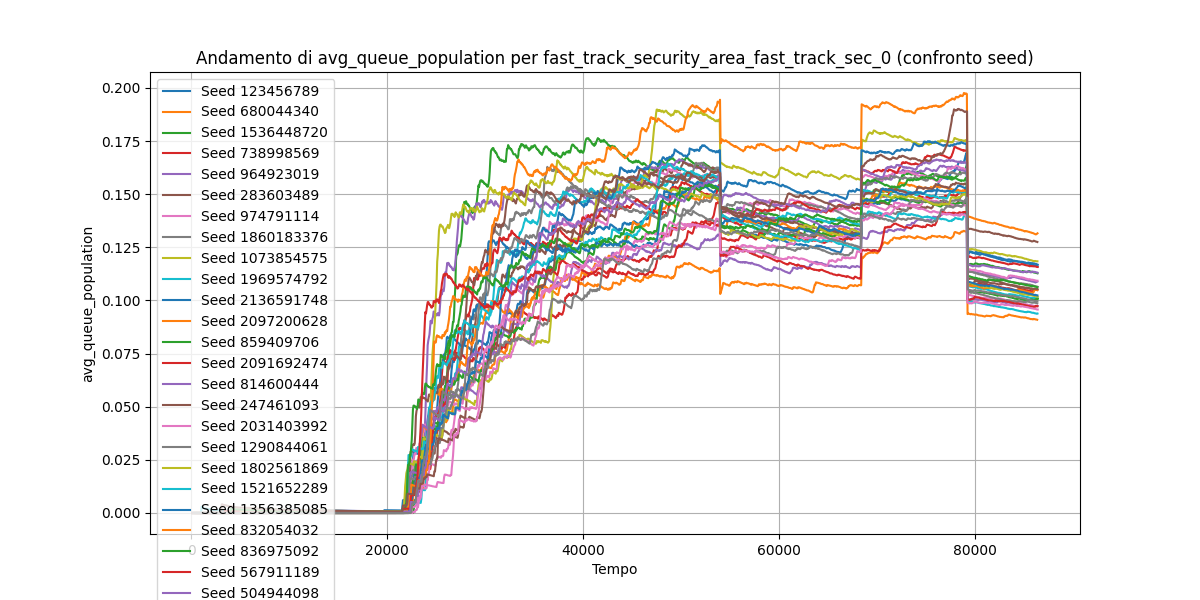 Andamento di avg_queue_population per fast_track_security_area_fast_track_sec_0 (confronto seed)
avg_queue_population
0.200
0.175
0.150
0.125
0.100
0.075
0.050
0.025
0.000
Seed 123456789
Seed 680044340
Seed 1536448720
Seed 738998569
Seed 964923019
Seed 283603489
Seed 974791114
Seed 1860183376
Seed 1073854575
Seed 1969574792
Seed 2136591748
Seed 2097200628
Seed 859409706
Seed 2091692474
Seed 814600444
Seed 247461093
Seed 2031403992
Seed 1290844061
Seed 1802561869
Seed 1521652289
Seed 1356385085
Seed 832054032
Seed 836975092
Seed 567911189
Seed 504944098
0
20000
40000
60000
80000
Tempo